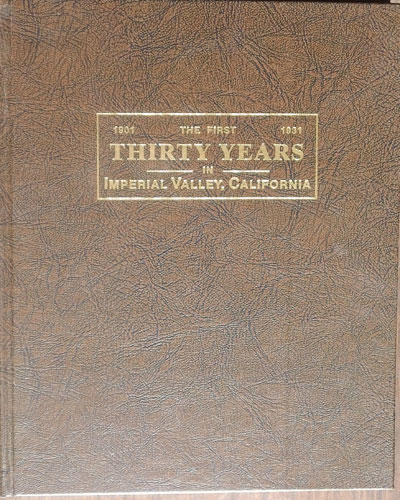 1901 THE FIRST 1931
THIRTY YEARS
IN
IMPERIAL VALLEY, CALIFORNIA